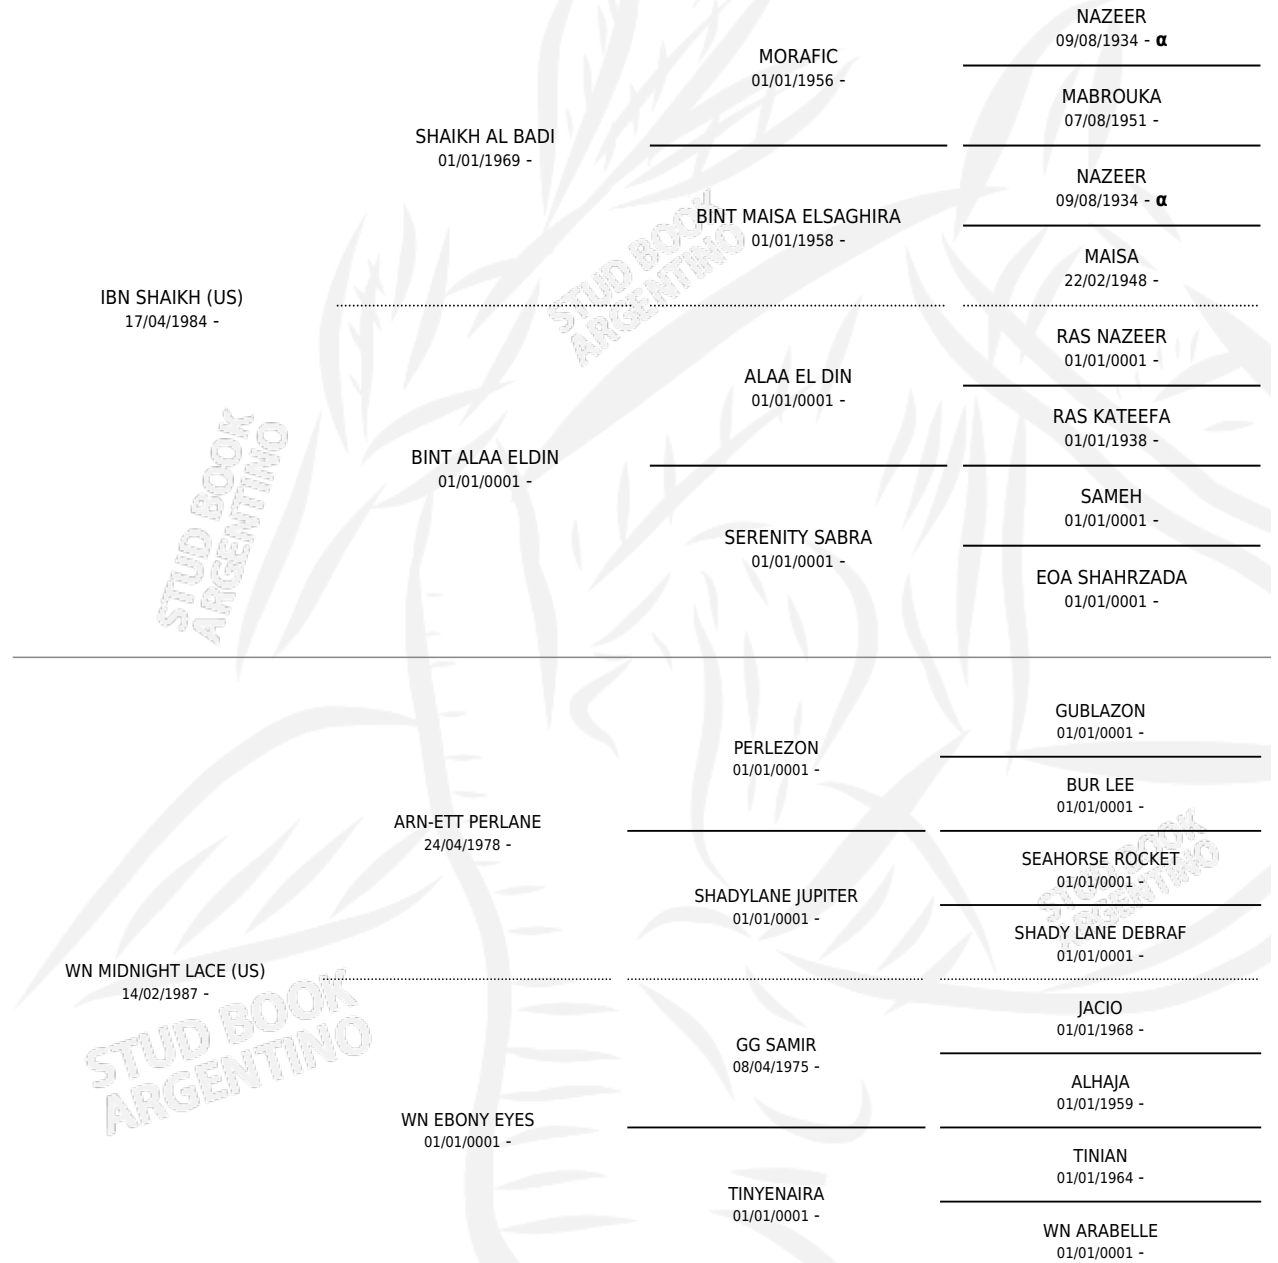 NAZEER
09/08/1934 - α
MORAFIC
01/01/1956 -
MABROUKA
07/08/1951 -
SHAIKH AL BADI
01/01/1969 -
NAZEER
09/08/1934 - α
BINT MAISA ELSAGHIRA
01/01/1958 -
MAISA
22/02/1948 -
IBN SHAIKH (US)
17/04/1984 -
RAS NAZEER
01/01/0001 -
ALAA EL DIN
01/01/0001 -
RAS KATEEFA
01/01/1938 -
BINT ALAA ELDIN
01/01/0001 -
SAMEH
01/01/0001 -
SERENITY SABRA
01/01/0001 -
EOA SHAHRZADA
01/01/0001 -
GUBLAZON
01/01/0001 -
PERLEZON
01/01/0001 -
BUR LEE
01/01/0001 -
ARN-ETT PERLANE
24/04/1978 -
SEAHORSE ROCKET
01/01/0001 -
SHADYLANE JUPITER
01/01/0001 -
SHADY LANE DEBRAF
01/01/0001 -
WN MIDNIGHT LACE (US)
14/02/1987 -
JACIO
01/01/1968 -
GG SAMIR
08/04/1975 -
ALHAJA
01/01/1959 -
WN EBONY EYES
01/01/0001 -
TINIAN
01/01/1964 -
TINYENAIRA
01/01/0001 -
WN ARABELLE
01/01/0001 -
STUD BOOK
ARGENTINO
STUD BOOK
ARGENTINO
STUD BOOK
ARGENTINO
STUD BOOK
ARGENTINO